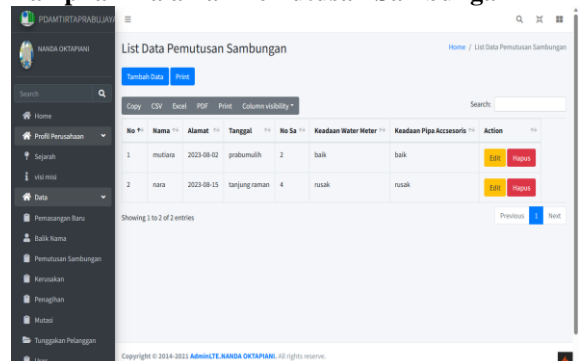 PDAMTIRTAPRABUJAYA
NANDA OKTAPIANI
Search
Home
Profil Perusahaan
Sejarah
visi misi
Data
Pemasangan Baru
Balik Nama
Pemutusan Sambungan
Kerusakan
Penagihan
Mutasi
Tunggakan Pelanggan
User
List Data Pemutusan Sambungan
Home / List Data Pemutusan Sambungan
Tambah Data Print
Copy CSV Excel PDF Print Column visibility
Search:
No Nama Alamat Tanggal No Sa Keadaan Water Meter Keadaan Pipa Accsesoris Action
1 mutiara 2023-08-02 prabumulih 2 baik baik Edit Hapus
2 nara 2023-08-15 tanjung raman 4 rusak rusak Edit Hapus
Showing 1 to 2 of 2 entries
Previous 1 Next
Copyright © 2014-2021 AdminLTE.NANDA OKTAPIANI. All rights reserve.